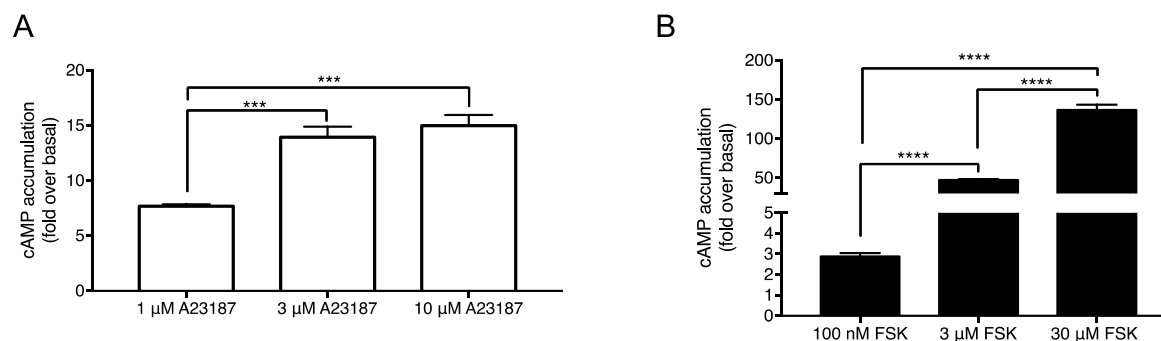 A
cAMP accumulation
(fold over basal)
20
15
10
5
0
***
***
1 µM A23187
3 µM A23187
10 µM A23187
B
cAMP accumulation
(fold over basal)
200
150
100
50
5
4
3
2
1
0
****
****
****
100 nM FSK
3 µM FSK
30 µM FSK